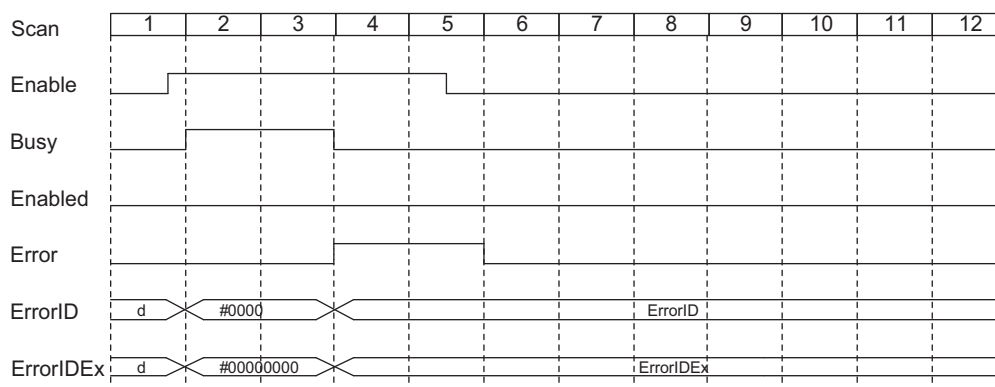 Scan 1 2 3 4 5 6 7 8 9 10 11 12
Enable
Busy
Enabled
Error
ErrorID d #0000 ErrorID
ErrorIDEx d #00000000 ErrorIDEx